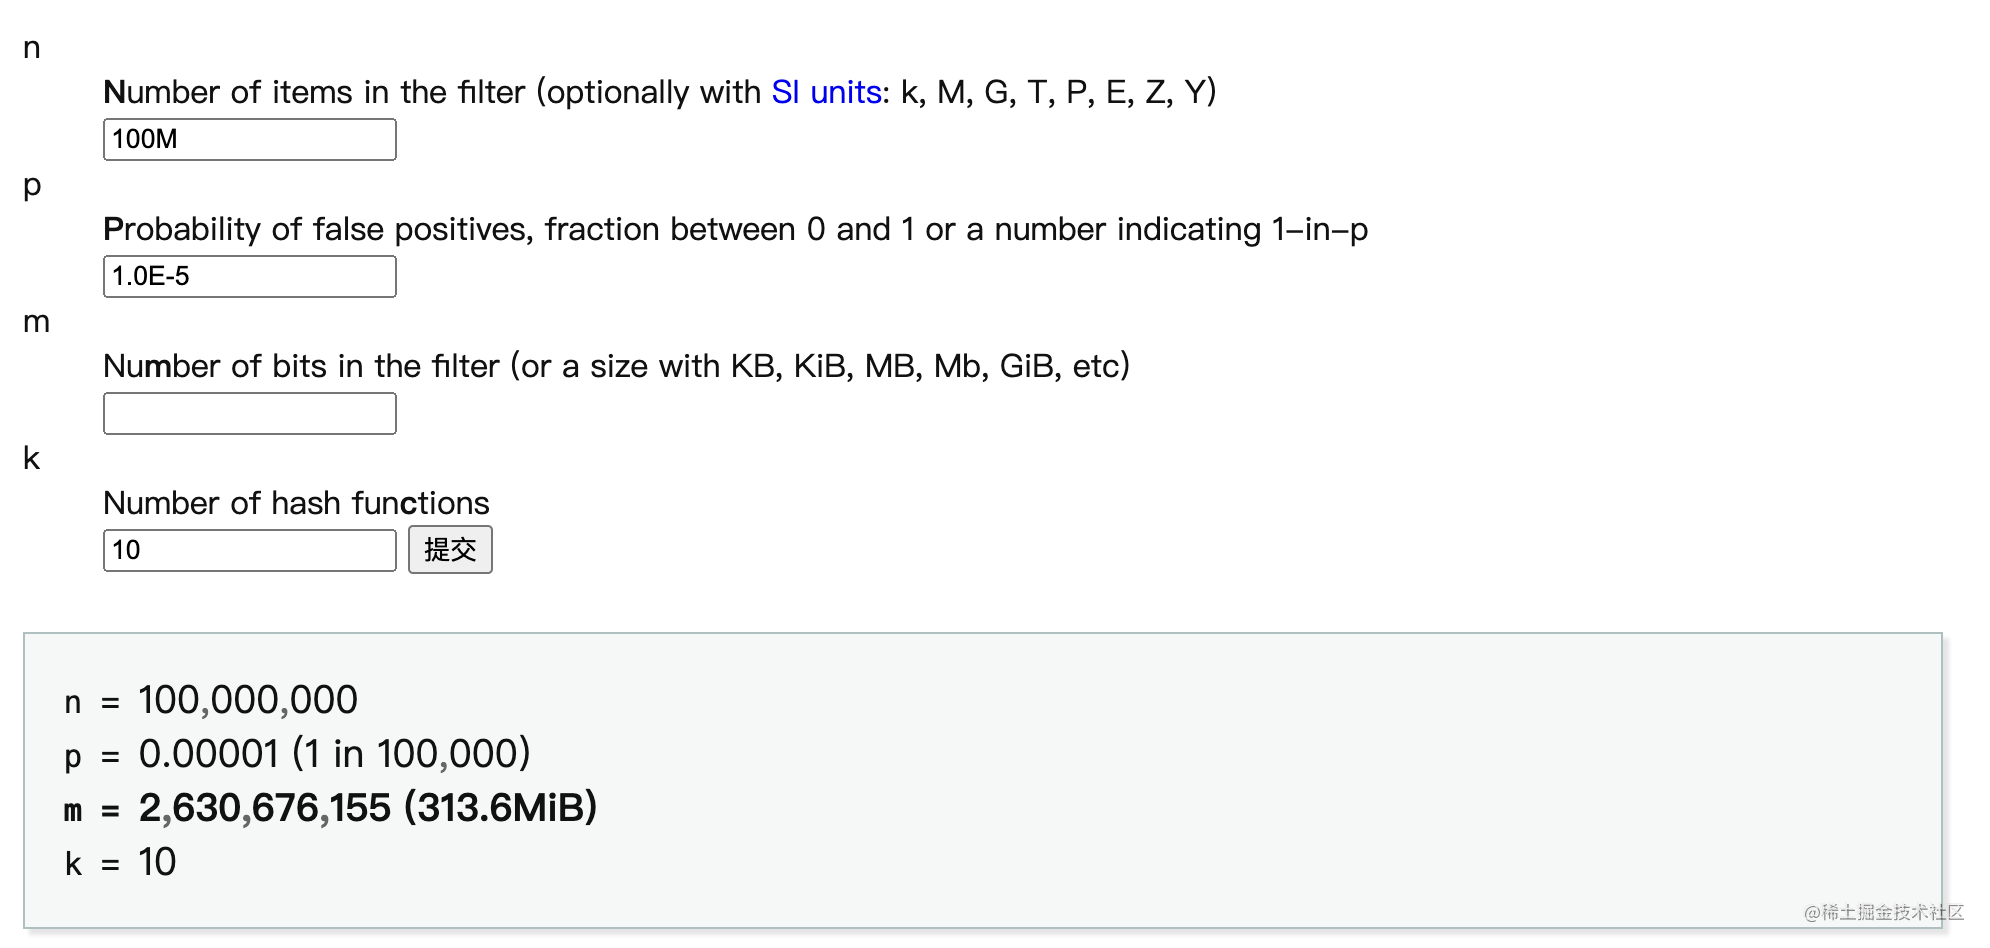 n
Number of items in the filter (optionally with SI units: k, M, G, T, P, E, Z, Y)
100M
p
Probability of false positives, fraction between 0 and 1 or a number indicating 1-in-p
1.0E-5
m
Number of bits in the filter (or a size with KB, KiB, MB, Mb, GiB, etc)
k
Number of hash functions
10 提交
n = 100,000,000
p = 0.00001 (1 in 100,000)
m = 2,630,676,155 (313.6MiB)
k = 10
@稀土掘金技术社区